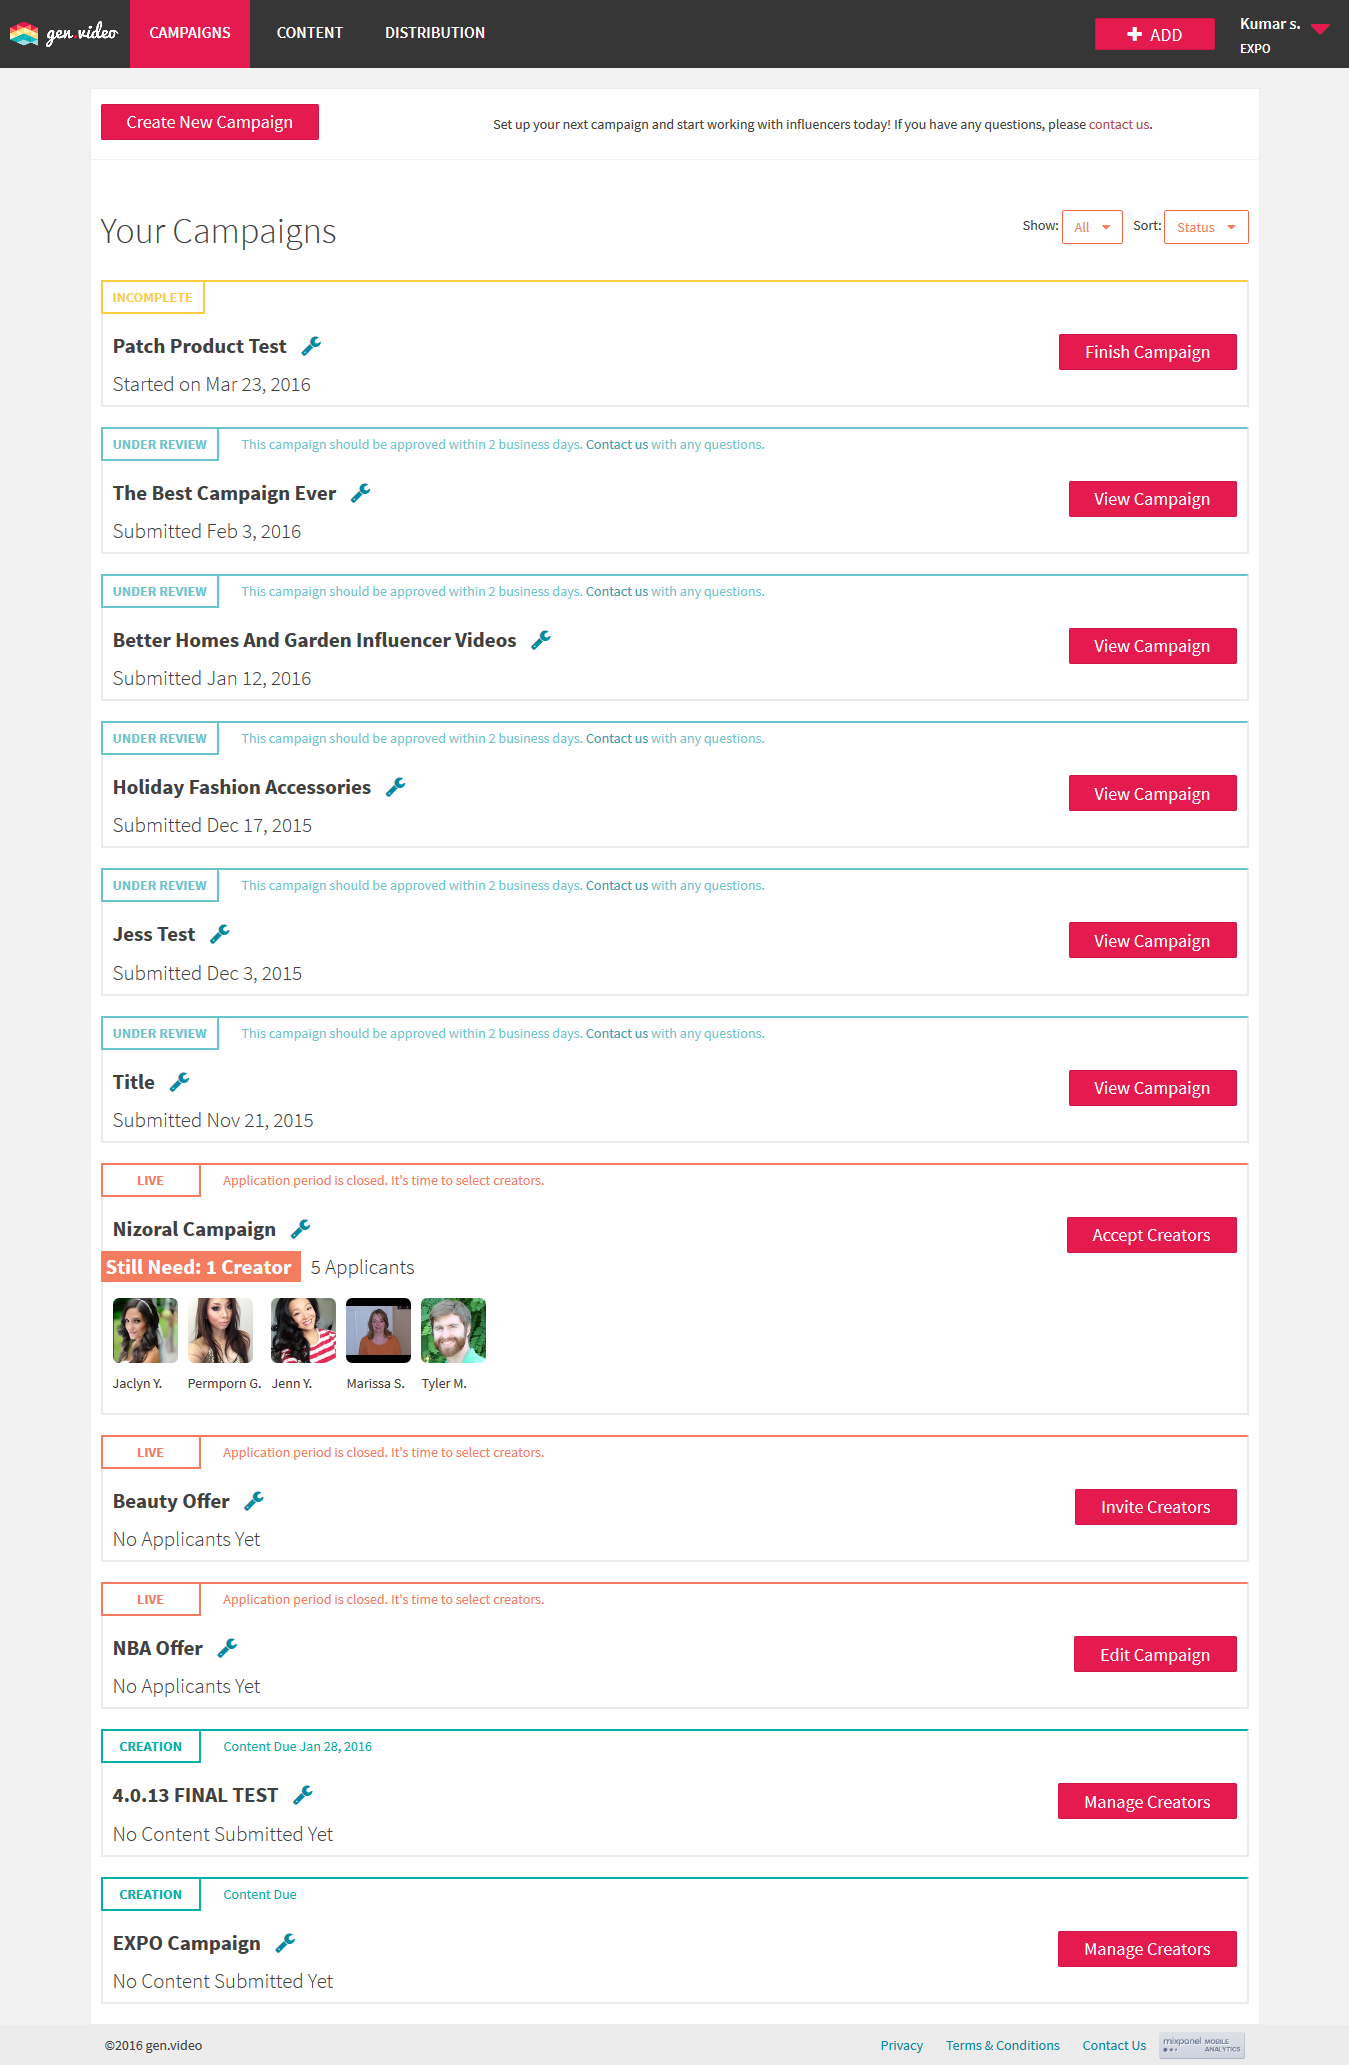 gen.video CAMPAIGNS CONTENT DISTRIBUTION ADD Kumar s.
EXPO
Create New Campaign Set up your next campaign and start working with influencers today! If you have any questions, please contact us.
Your Campaigns Show: All Sort: Status
INCOMPLETE
Patch Product Test Finish Campaign
Started on Mar 23, 2016
UNDER REVIEW This campaign should be approved within 2 business days. Contact us with any questions.
The Best Campaign Ever View Campaign
Submitted Feb 3, 2016
UNDER REVIEW This campaign should be approved within 2 business days. Contact us with any questions.
Better Homes And Garden Influencer Videos View Campaign
Submitted Jan 12, 2016
UNDER REVIEW This campaign should be approved within 2 business days. Contact us with any questions.
Holiday Fashion Accessories View Campaign
Submitted Dec 17, 2015
UNDER REVIEW This campaign should be approved within 2 business days. Contact us with any questions.
Jess Test View Campaign
Submitted Dec 3, 2015
UNDER REVIEW This campaign should be approved within 2 business days. Contact us with any questions.
Title View Campaign
Submitted Nov 21, 2015
LIVE Application period is closed. It's time to select creators.
Nizoral Campaign Accept Creators
Still Need: 1 Creator 5 Applicants
Jaclyn Y. Permporn G. Jenn Y. Marissa S. Tyler M.
LIVE Application period is closed. It's time to select creators.
Beauty Offer Invite Creators
No Applicants Yet
LIVE Application period is closed. It's time to select creators.
NBA Offer Edit Campaign
No Applicants Yet
CREATION Content Due Jan 28, 2016
4.0.13 FINAL TEST Manage Creators
No Content Submitted Yet
CREATION Content Due
EXPO Campaign Manage Creators
No Content Submitted Yet
©2016 gen.video Privacy Terms & Conditions Contact Us mixpanel MOBILE
ANALYTICS